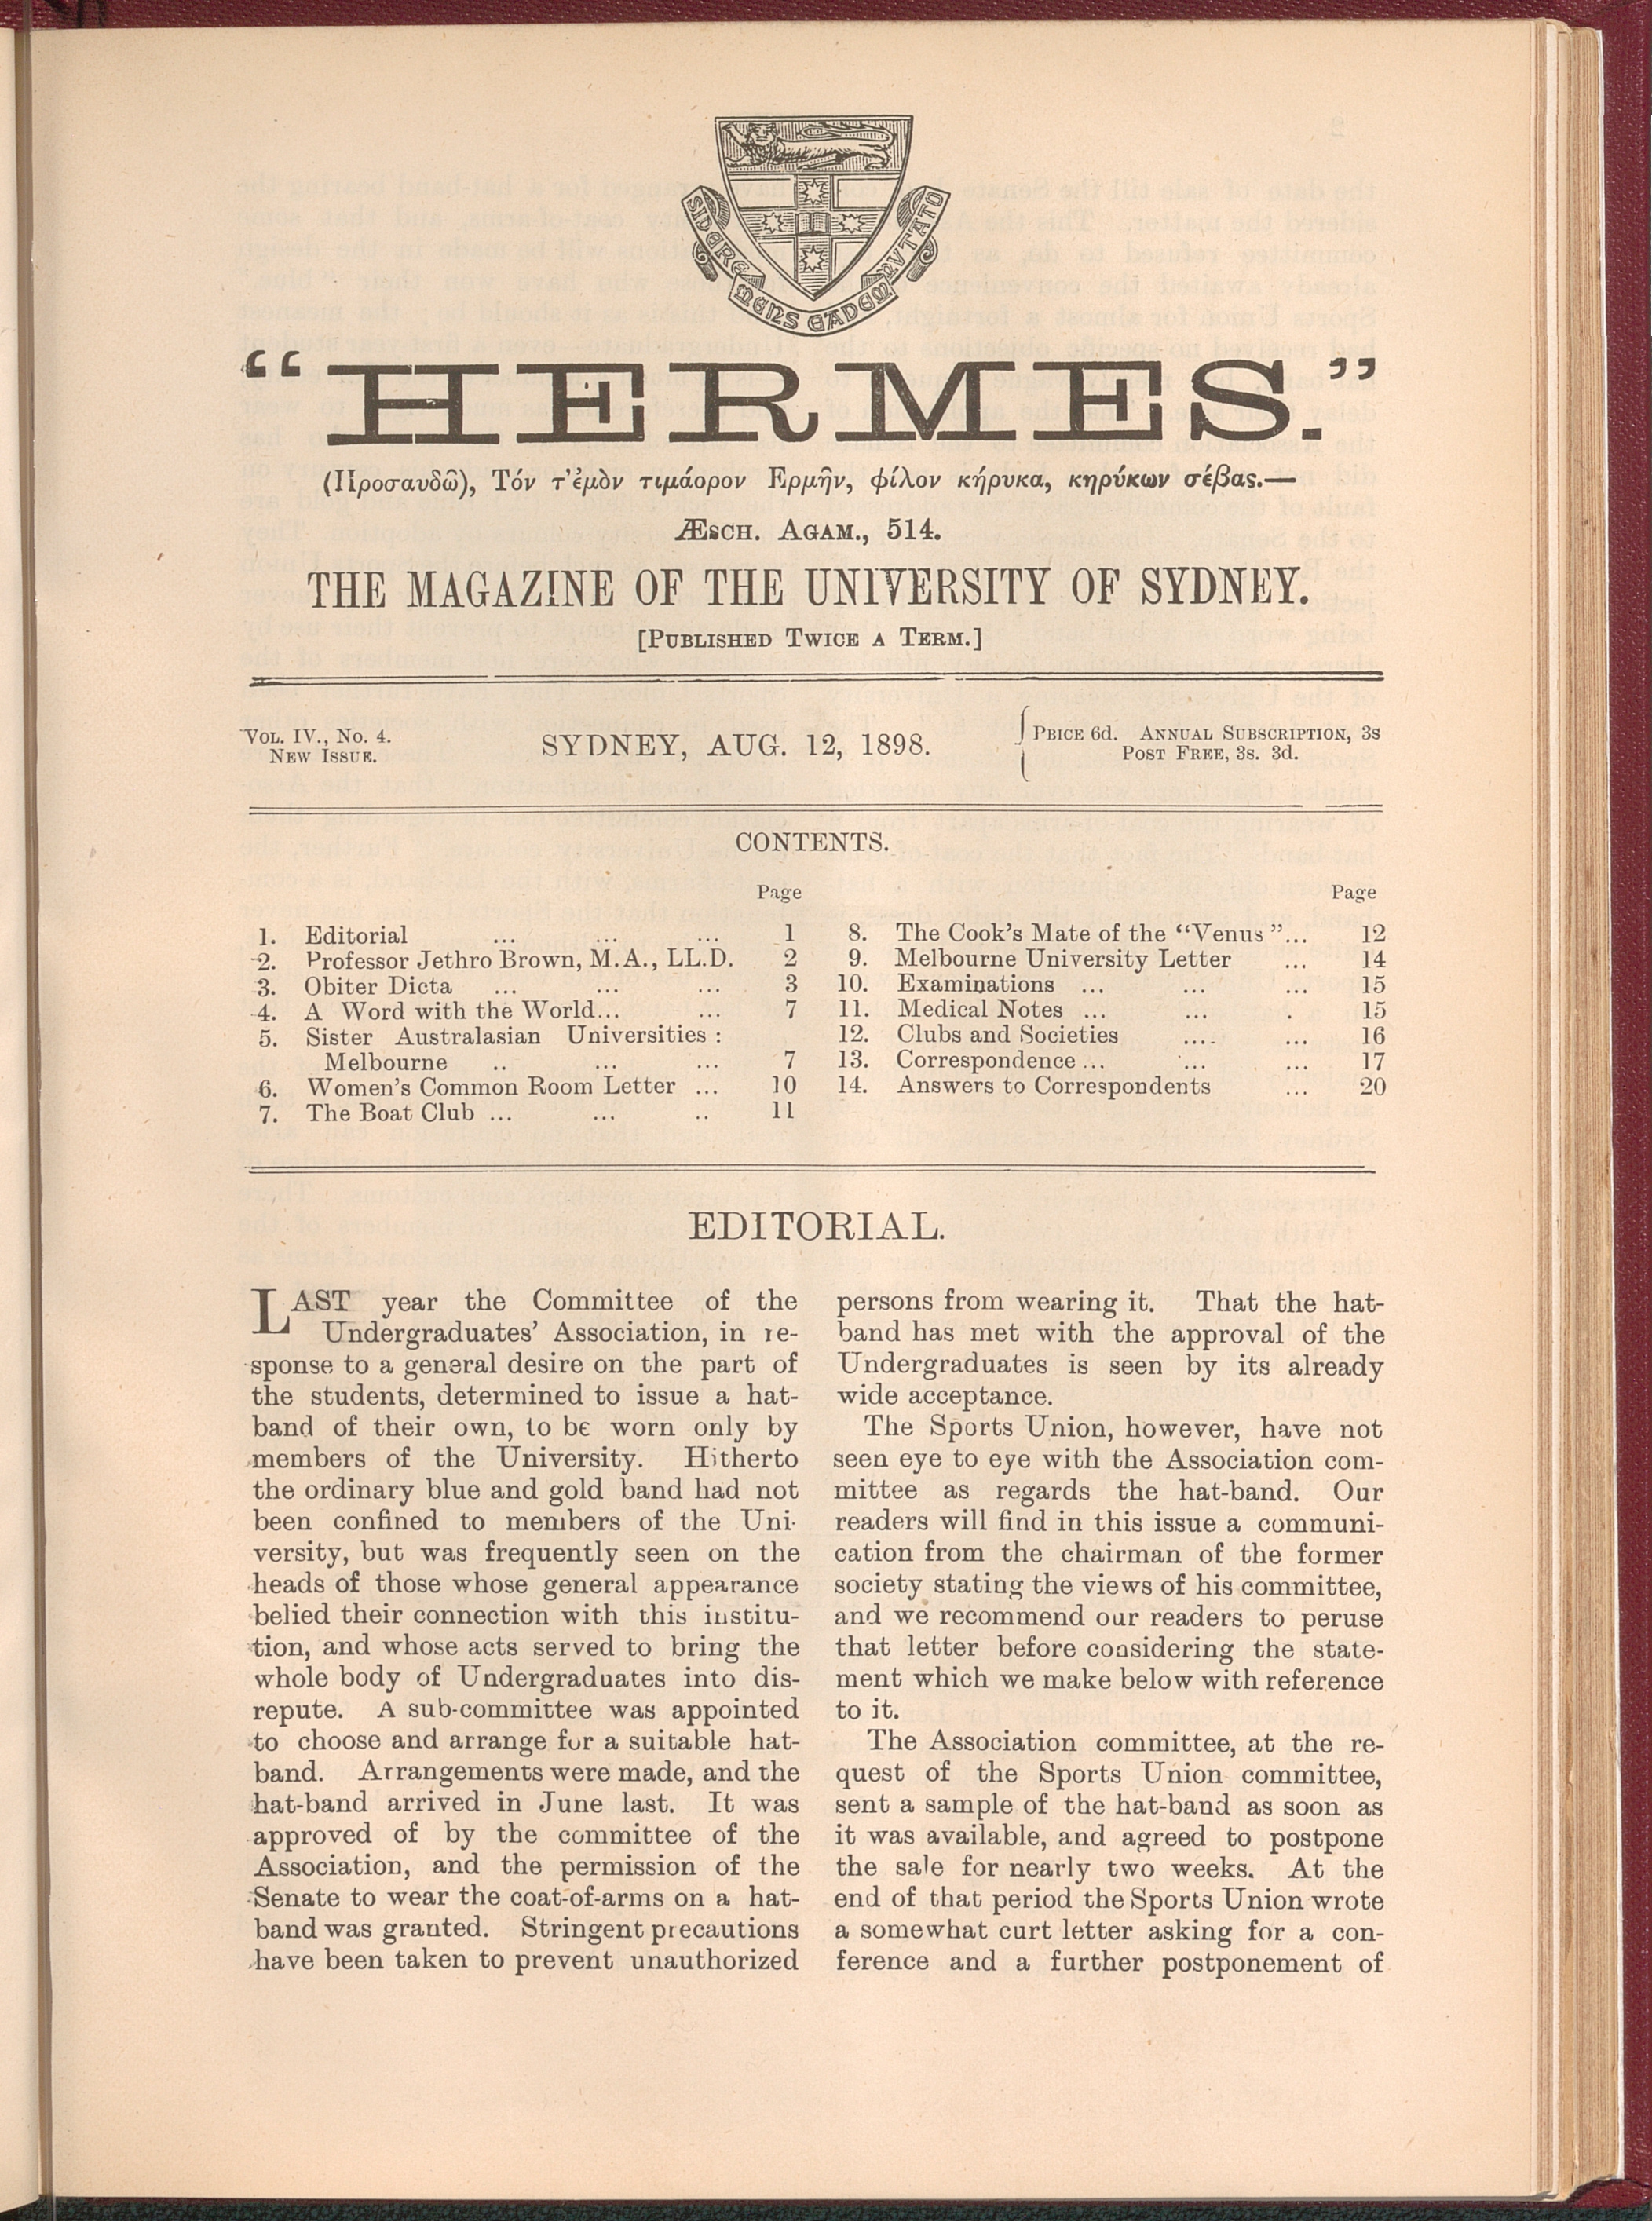 SIDERE MENS EADEM MVTATO
“HERMES.”
(Προσαυδῶ), Τόν τ’ἐμὸν τιμάορον Ερμῆν, φίλον κήρυκα, κηρύκων σέβας.—
ÆSCH. AGAM., 514.
THE MAGAZINE OF THE UNIVERSITY OF SYDNEY.
[PUBLISHED TWICE A TERM.]
VOL. IV., No. 4.
NEW ISSUE.
SYDNEY, AUG. 12, 1898.
PRICE 6d. ANNUAL SUBSCRIPTION, 3s
POST FREE, 3s. 3d.
CONTENTS.
Page
1. Editorial ... ... ... 1
2. Professor Jethro Brown, M.A., LL.D. 2
3. Obiter Dicta ... ... ... 3
4. A Word with the World... ... 7
5. Sister Australasian Universities :
Melbourne .. ... ... 7
6. Women’s Common Room Letter ... 10
7. The Boat Club ... ... .. 11
Page
8. The Cook’s Mate of the “Venus ”... 12
9. Melbourne University Letter ... 14
10. Examinations ... ... ... 15
11. Medical Notes ... ... . 15
12. Clubs and Societies .... ... 16
13. Correspondence ... ... ... 17
14. Answers to Correspondents ... 20
EDITORIAL.
LAST year the Committee of the
Undergraduates’ Association, in re-
sponse to a general desire on the part of
the students, determined to issue a hat-
band of their own, to be worn only by
members of the University. Hitherto
the ordinary blue and gold band had not
been confined to members of the Uni-
versity, but was frequently seen on the
heads of those whose general appearance
belied their connection with this institu-
tion, and whose acts served to bring the
whole body of Undergraduates into dis-
repute. A sub-committee was appointed
to choose and arrange for a suitable hat-
band. Arrangements were made, and the
hat-band arrived in June last. It was
approved of by the committee of the
Association, and the permission of the
Senate to wear the coat-of-arms on a hat-
band was granted. Stringent precautions
have been taken to prevent unauthorized
persons from wearing it. That the hat-
band has met with the approval of the
Undergraduates is seen by its already
wide acceptance.
The Sports Union, however, have not
seen eye to eye with the Association com-
mittee as regards the hat-band. Our
readers will find in this issue a communi-
cation from the chairman of the former
society stating the views of his committee,
and we recommend our readers to peruse
that letter before considering the state-
ment which we make below with reference
to it.
The Association committee, at the re-
quest of the Sports Union committee,
sent a sample of the hat-band as soon as
it was available, and agreed to postpone
the sale for nearly two weeks. At the
end of that period the Sports Union wrote
a somewhat curt letter asking for a con-
ference and a further postponement of